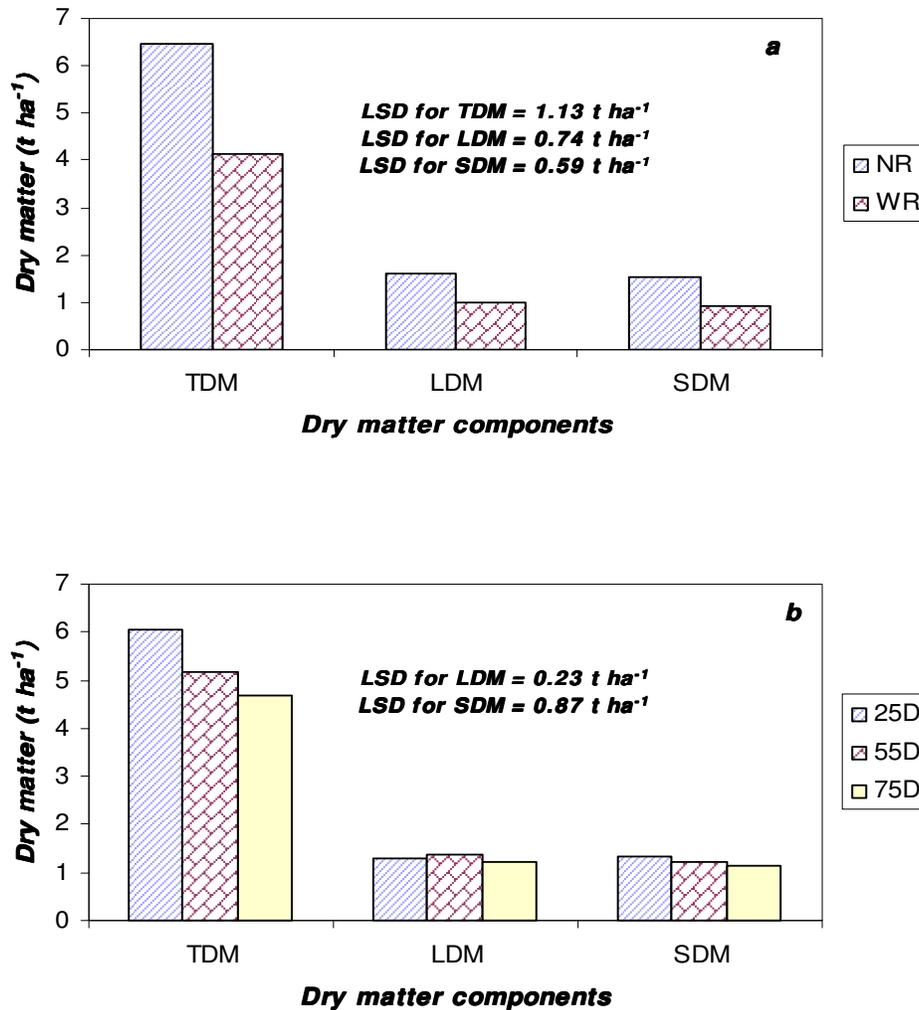 7
6
5
4
3
2
1
0
Dry matter (t ha⁻¹)
a
LSD for TDM = 1.13 t ha⁻¹
LSD for LDM = 0.74 t ha⁻¹
LSD for SDM = 0.59 t ha⁻¹
NR
WR
TDM LDM SDM
Dry matter components
7
6
5
4
3
2
1
0
Dry matter (t ha⁻¹)
b
LSD for LDM = 0.23 t ha⁻¹
LSD for SDM = 0.87 t ha⁻¹
25D
55D
75D
TDM LDM SDM
Dry matter components